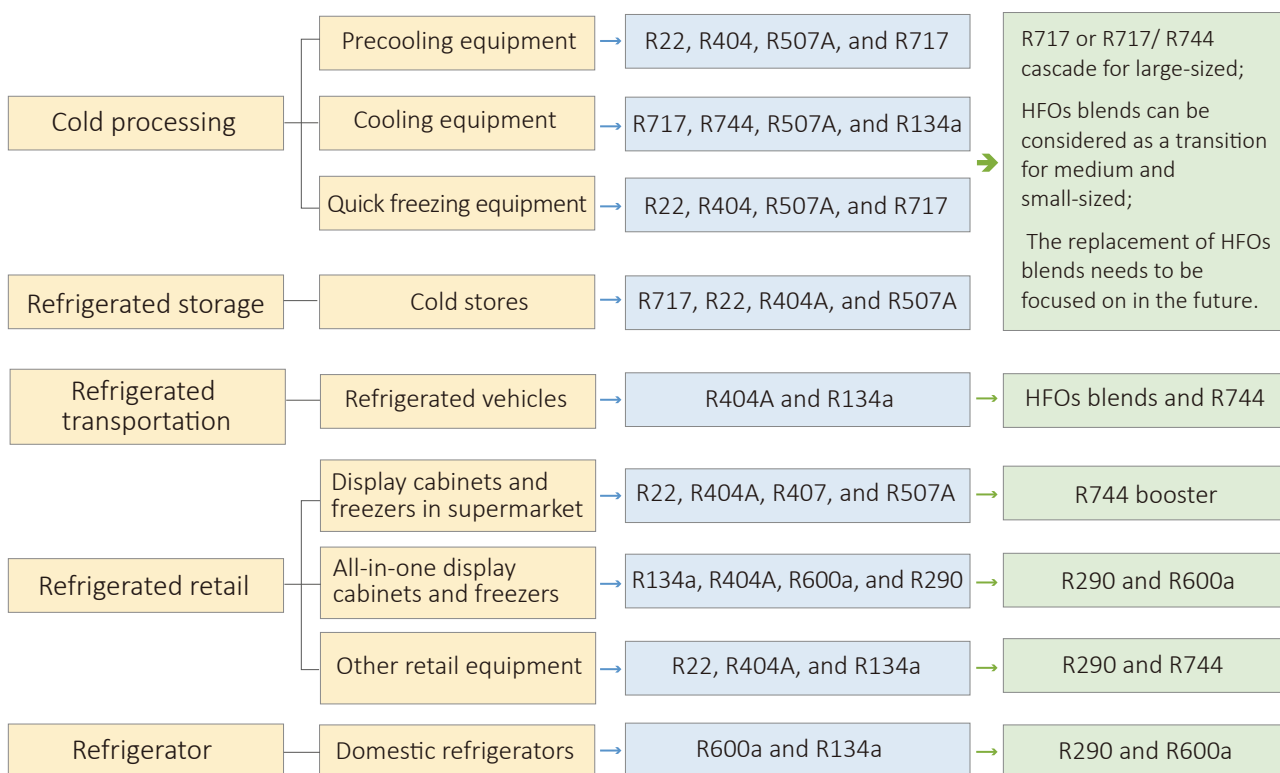 Cold processing
Precooling equipment
R22, R404, R507A, and R717
Cooling equipment
R717, R744, R507A, and R134a
Quick freezing equipment
R22, R404, R507A, and R717
R717 or R717/ R744
cascade for large-sized;
HFOs blends can be
considered as a transition
for medium and
small-sized;
The replacement of HFOs
blends needs to be
focused on in the future.
Refrigerated storage
Cold stores
R717, R22, R404A, and R507A
Refrigerated
transportation
Refrigerated vehicles
R404A and R134a
HFOs blends and R744
Refrigerated retail
Display cabinets and
freezers in supermarket
R22, R404A, R407, and R507A
R744 booster
All-in-one display
cabinets and freezers
R134a, R404A, R600a, and R290
R290 and R600a
Other retail equipment
R22, R404A, and R134a
R290 and R744
Refrigerator
Domestic refrigerators
R600a and R134a
R290 and R600a